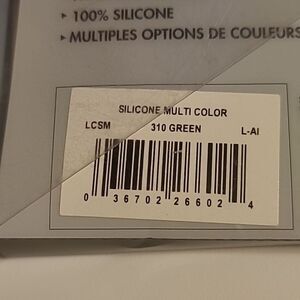 ▸ 100% SILICONE
▸ MULTIPLES OPTIONS DE COULEURS
SILICONE MULTI COLOR
LCSM 310 GREEN L-AI
0 36702 26602 4